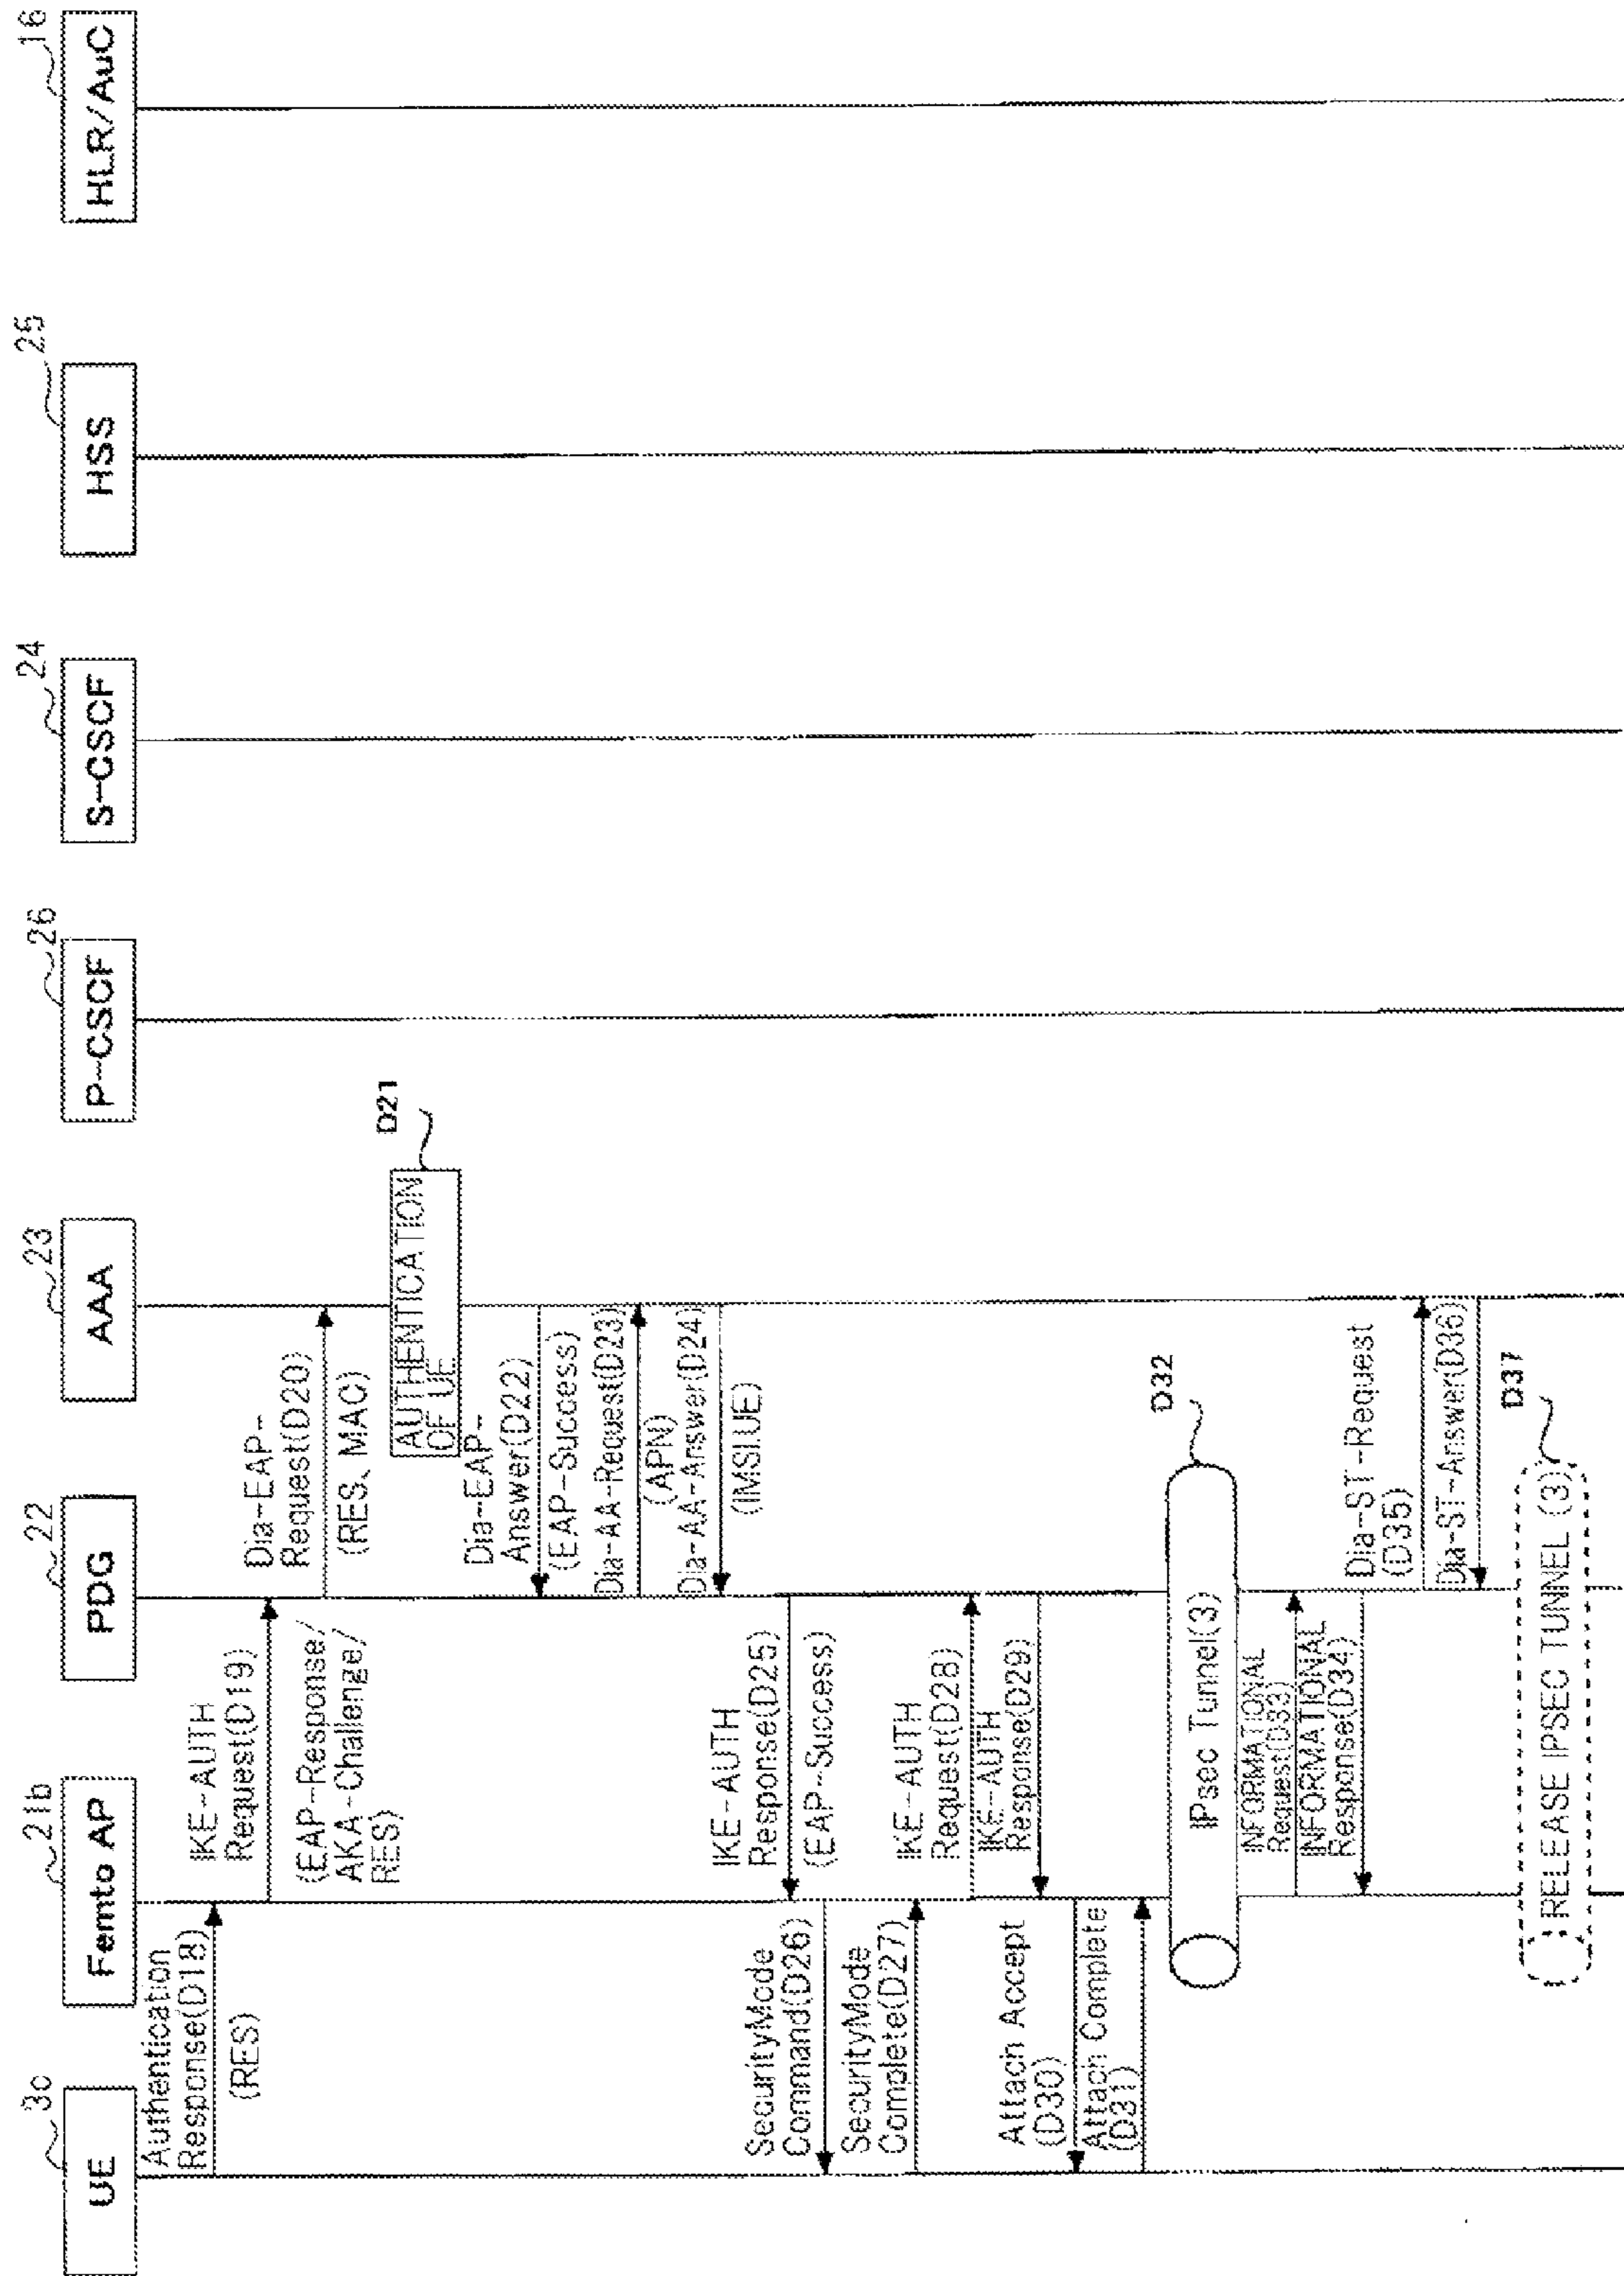 3c
UE
21b
Femto AP
22
PDG
23
AAA
26
P-CSCF
24
S-CSCF
25
HSS
16
HLR/AuC
Authentication
Response(D18)
(RES)
IKE-AUTH
Request(D19)
(EAP-Response/
AKA-Challenge/
RES)
Dia-EAP-
Request(D20)
(RES、MAC)
AUTHENTICATION
OF UE
D21
Dia-EAP-
Answer(D22)
(EAP-Success)
Dia-AA-Request(D23)
(APN)
Dia-AA-Answer(D24)
(IMSI.UE)
IKE-AUTH
Response(D25)
(EAP-Success)
SecurityMode
Command(D26)
SecurityMode
Complete(D27)
IKE-AUTH
Request(D28)
IKE-AUTH
Response(D29)
Attach Accept
(D30)
Attach Complete
(D31)
IPsec Tunnel(3)
D32
INFORMATIONAL
Request(D33)
INFORMATIONAL
Response(D34)
Dia-ST-Request
(D35)
Dia-ST-Answer(D36)
RELEASE IPSEC TUNNEL (3)
D37